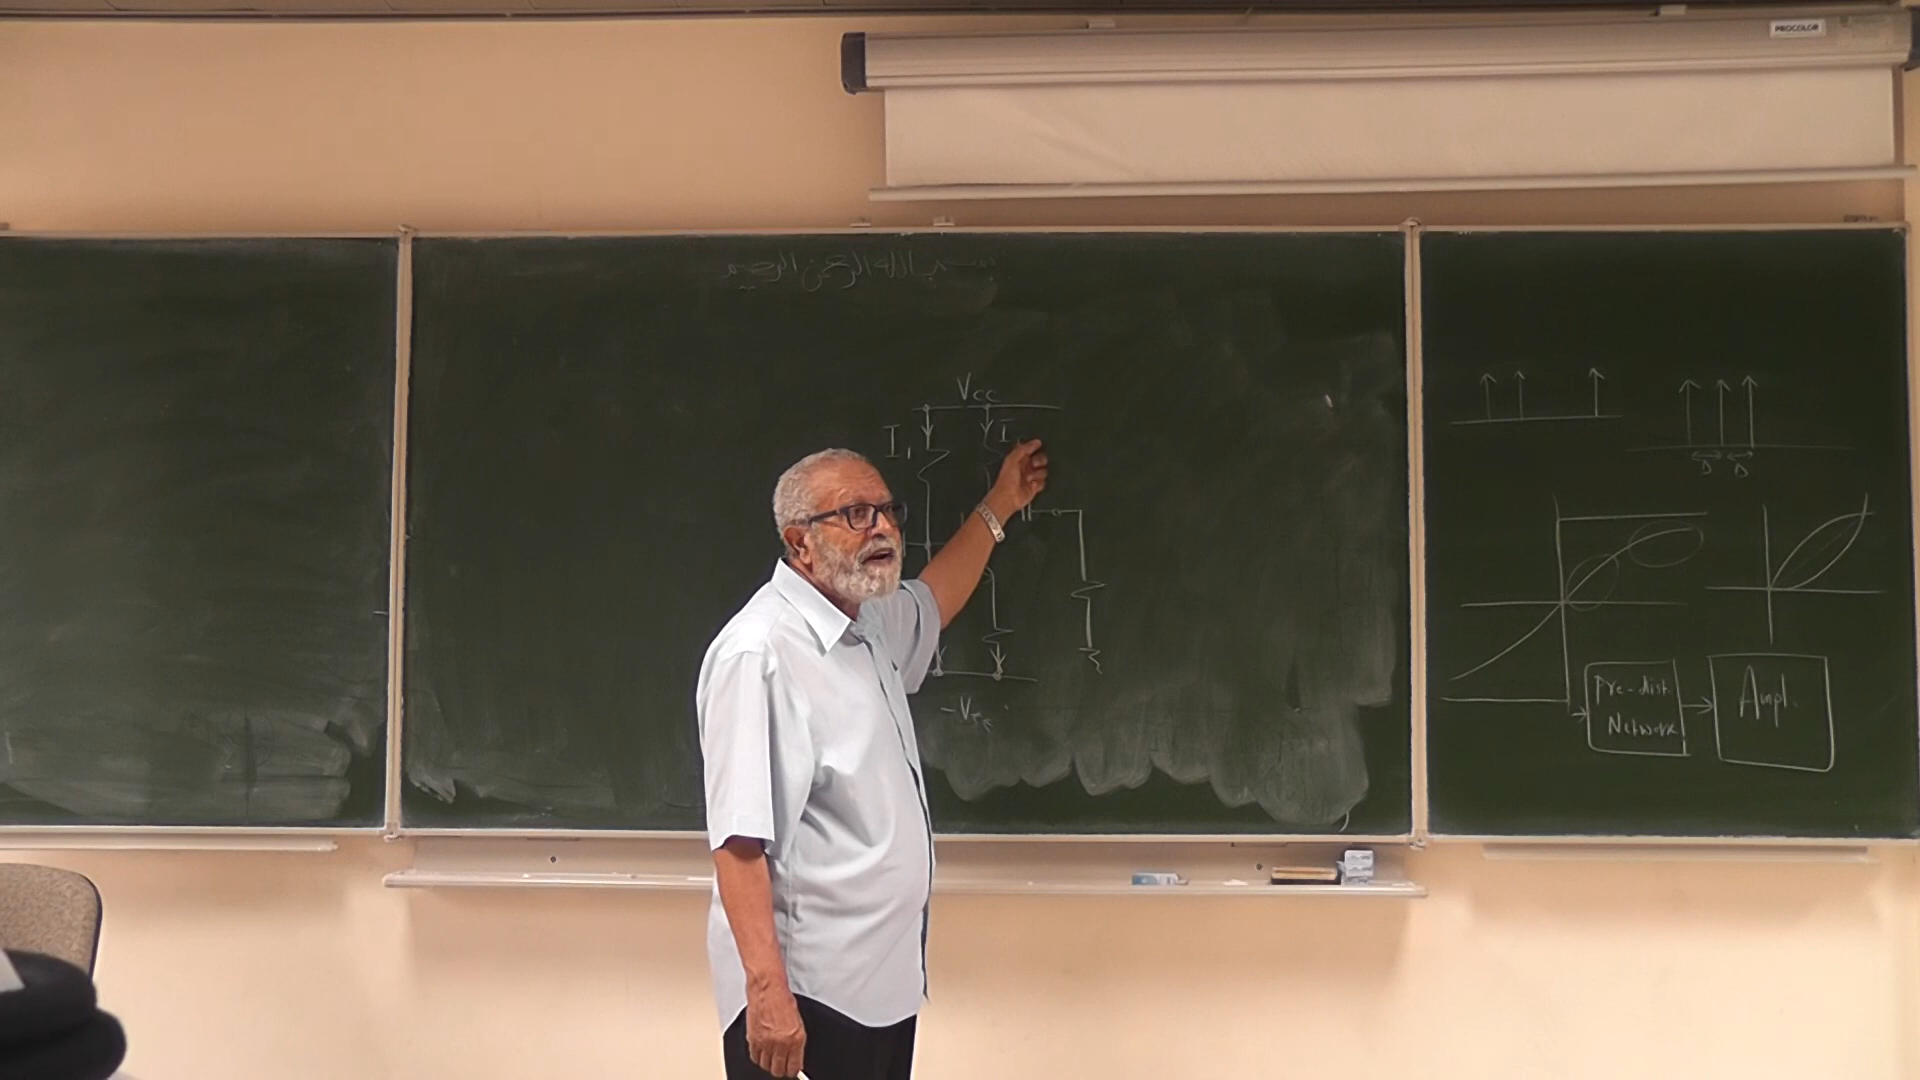 PROCOLOR
بسم الله الرحمن الرحيم
Vcc
I₁ I
-VEE
Δ Δ
Pre-dist.
Network
Ampl.